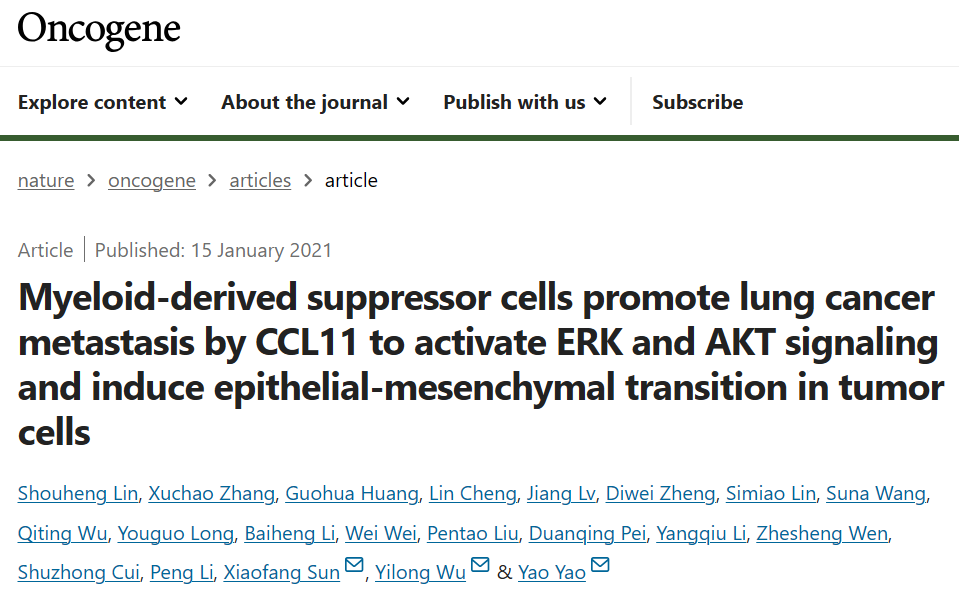 Oncogene
Explore content About the journal Publish with us Subscribe
nature > oncogene > articles > article
Article | Published: 15 January 2021
Myeloid-derived suppressor cells promote lung cancer
metastasis by CCL11 to activate ERK and AKT signaling
and induce epithelial-mesenchymal transition in tumor
cells
Shouheng Lin, Xuchao Zhang, Guohua Huang, Lin Cheng, Jiang Lv, Diwei Zheng, Simiao Lin, Suna Wang,
Qiting Wu, Youguo Long, Baiheng Li, Wei Wei, Pentao Liu, Duanqing Pei, Yangqiu Li, Zhesheng Wen,
Shuzhong Cui, Peng Li, Xiaofang Sun, Yilong Wu & Yao Yao